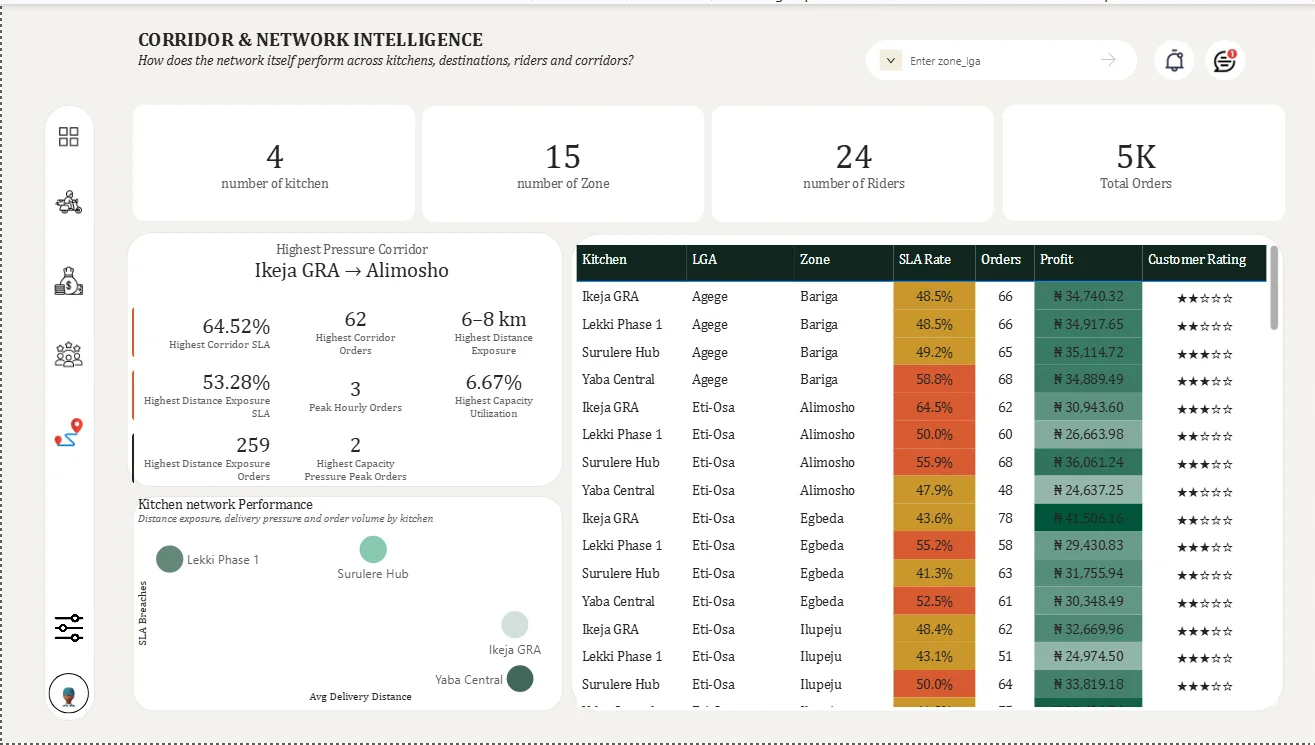 CORRIDOR & NETWORK INTELLIGENCE
How does the network itself perform across kitchens, destinations, riders and corridors?
Enter zone_lga
1
4
number of kitchen
15
number of Zone
24
number of Riders
5K
Total Orders
Highest Pressure Corridor
Ikeja GRA → Alimosho
64.52%
Highest Corridor SLA
62
Highest Corridor
Orders
6–8 km
Highest Distance
Exposure
53.28%
Highest Distance Exposure
SLA
3
Peak Hourly Orders
6.67%
Highest Capacity
Utilization
259
Highest Distance Exposure
Orders
2
Highest Capacity
Pressure Peak Orders
Kitchen network Performance
Distance exposure, delivery pressure and order volume by kitchen
SLA Breaches
Lekki Phase 1
Surulere Hub
Ikeja GRA
Yaba Central
Avg Delivery Distance
Kitchen LGA Zone SLA Rate Orders Profit Customer Rating
Ikeja GRA Agege Bariga 48.5% 66 ₦ 34,740.32 ★★☆☆☆
Lekki Phase 1 Agege Bariga 48.5% 66 ₦ 34,917.65 ★★☆☆☆
Surulere Hub Agege Bariga 49.2% 65 ₦ 35,114.72 ★★★☆☆
Yaba Central Agege Bariga 58.8% 68 ₦ 34,889.49 ★★★☆☆
Ikeja GRA Eti-Osa Alimosho 64.5% 62 ₦ 30,943.60 ★★★☆☆
Lekki Phase 1 Eti-Osa Alimosho 50.0% 60 ₦ 26,663.98 ★★☆☆☆
Surulere Hub Eti-Osa Alimosho 55.9% 68 ₦ 36,061.24 ★★★☆☆
Yaba Central Eti-Osa Alimosho 47.9% 48 ₦ 24,637.25 ★★☆☆☆
Ikeja GRA Eti-Osa Egbeda 43.6% 78 ₦ 41,506.16 ★★☆☆☆
Lekki Phase 1 Eti-Osa Egbeda 55.2% 58 ₦ 29,430.83 ★★★☆☆
Surulere Hub Eti-Osa Egbeda 41.3% 63 ₦ 31,755.94 ★★☆☆☆
Yaba Central Eti-Osa Egbeda 52.5% 61 ₦ 30,348.49 ★★☆☆☆
Ikeja GRA Eti-Osa Ilupeju 48.4% 62 ₦ 32,669.96 ★★★☆☆
Lekki Phase 1 Eti-Osa Ilupeju 43.1% 51 ₦ 24,974.50 ★★★☆☆
Surulere Hub Eti-Osa Ilupeju 50.0% 64 ₦ 33,819.18 ★★★☆☆